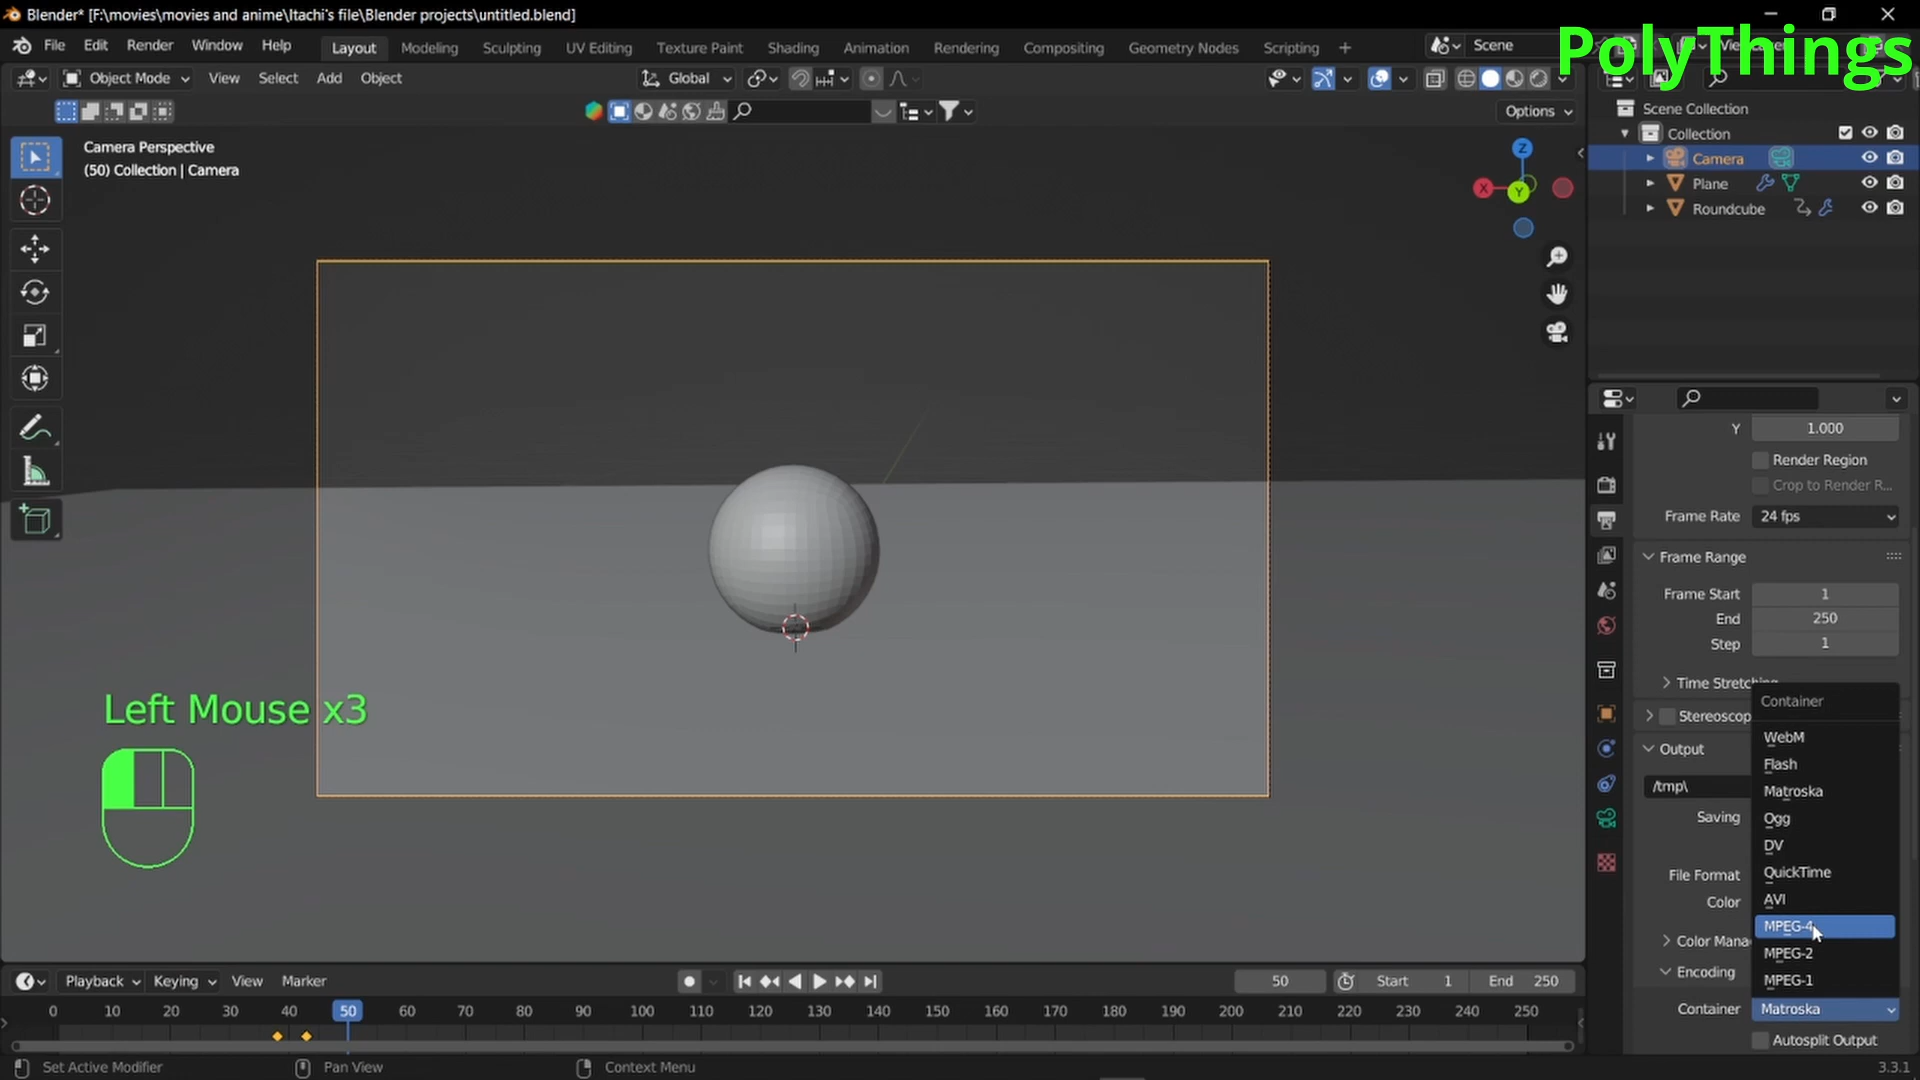 Blender* [F:\movies\movies and anime\Itachi's file\Blender projects\untitled.blend]
File Edit Render Window Help Layout Modeling Sculpting UV Editing Texture Paint Shading Animation Rendering Compositing Geometry Nodes Scripting + Scene
PolyThings
Object Mode View Select Add Object Global
Options
Camera Perspective
(50) Collection | Camera
Z
X
Y
Scene Collection
Collection
Camera
Plane
Roundcube
Y 1.000
Render Region
Crop to Render R...
Frame Rate 24 fps
Frame Range
Frame Start 1
End 250
Step 1
Time Stretching
Stereoscop
Output
/tmp\
Saving
File Format
Color
Color Mana
Encoding
Container
WebM
Flash
Matroska
Ogg
DV
QuickTime
AVI
MPEG-4
MPEG-2
MPEG-1
Container Matroska
Autosplit Output
Left Mouse x3
Playback Keying View Marker 50 Start 1 End 250
0 10 20 30 40 50 60 70 80 90 100 110 120 130 140 150 160 170 180 190 200 210 220 230 240 250
Set Active Modifier Pan View Context Menu 3.3.1